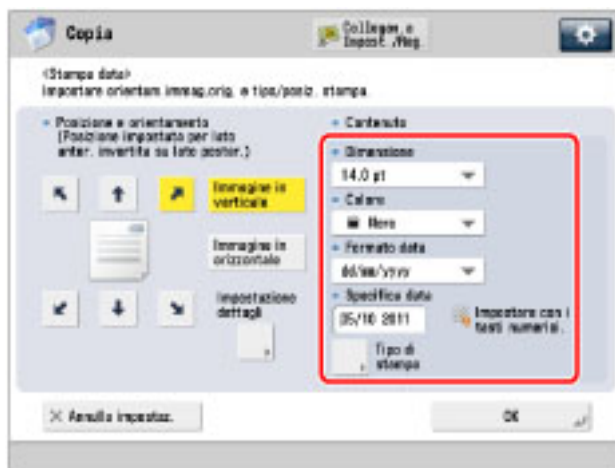 Copia
Collegam. a
Impost./Reg.
<Stampa data>
Impostare orientam immag.orig. e tipo/posiz. stampa.
Posizione e orientamento
(Posizione impostata per lato
anter. invertita su lato poster.)
Immagine in
verticale
Immagine in
orizzontale
Impostazione
dettagli
Contenuto
Dimensione
14.0 pt
Colore
Nero
Formato data
dd/mm/yyyy
Specifica data
05/10 2011
Impostare con i
tasti numerici.
Tipo di
stampa
Annulla impostaz.
OK